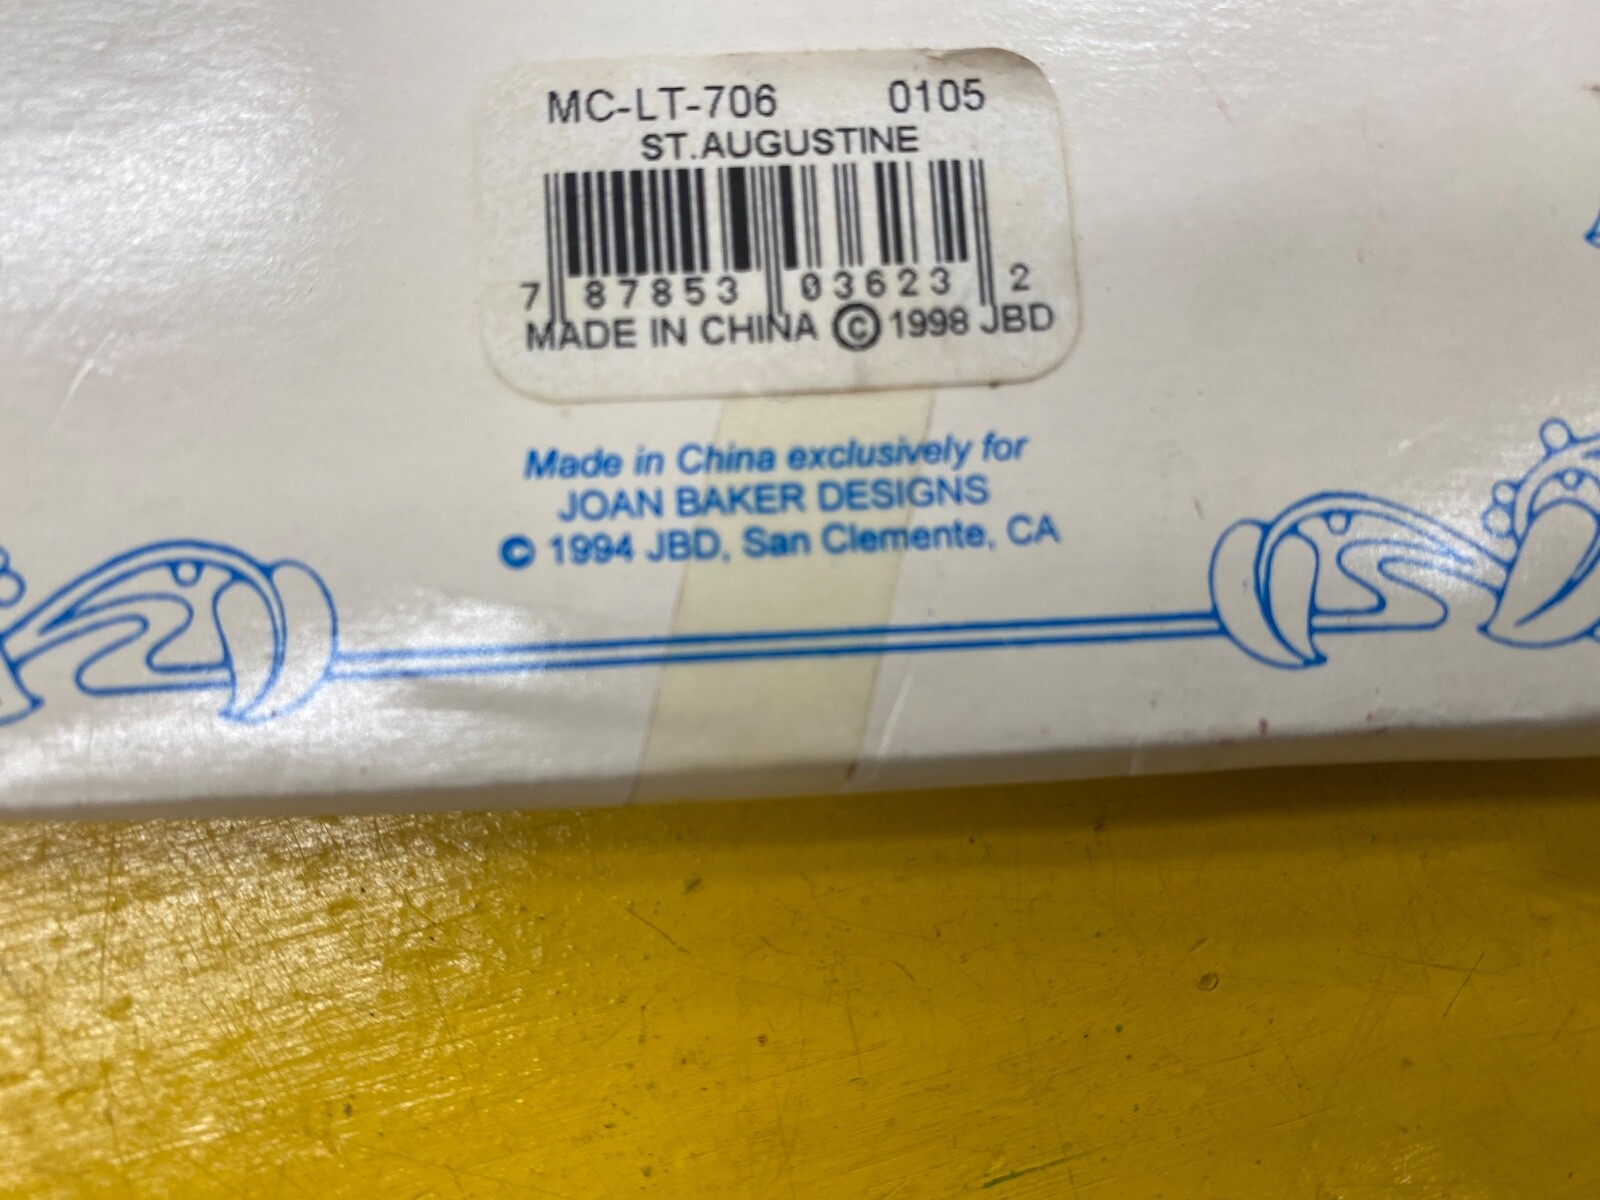 MC-LT-706 0105
ST.AUGUSTINE
7 87853 03623 2
MADE IN CHINA © 1998 JBD
Made in China exclusively for
JOAN BAKER DESIGNS
© 1994 JBD, San Clemente, CA